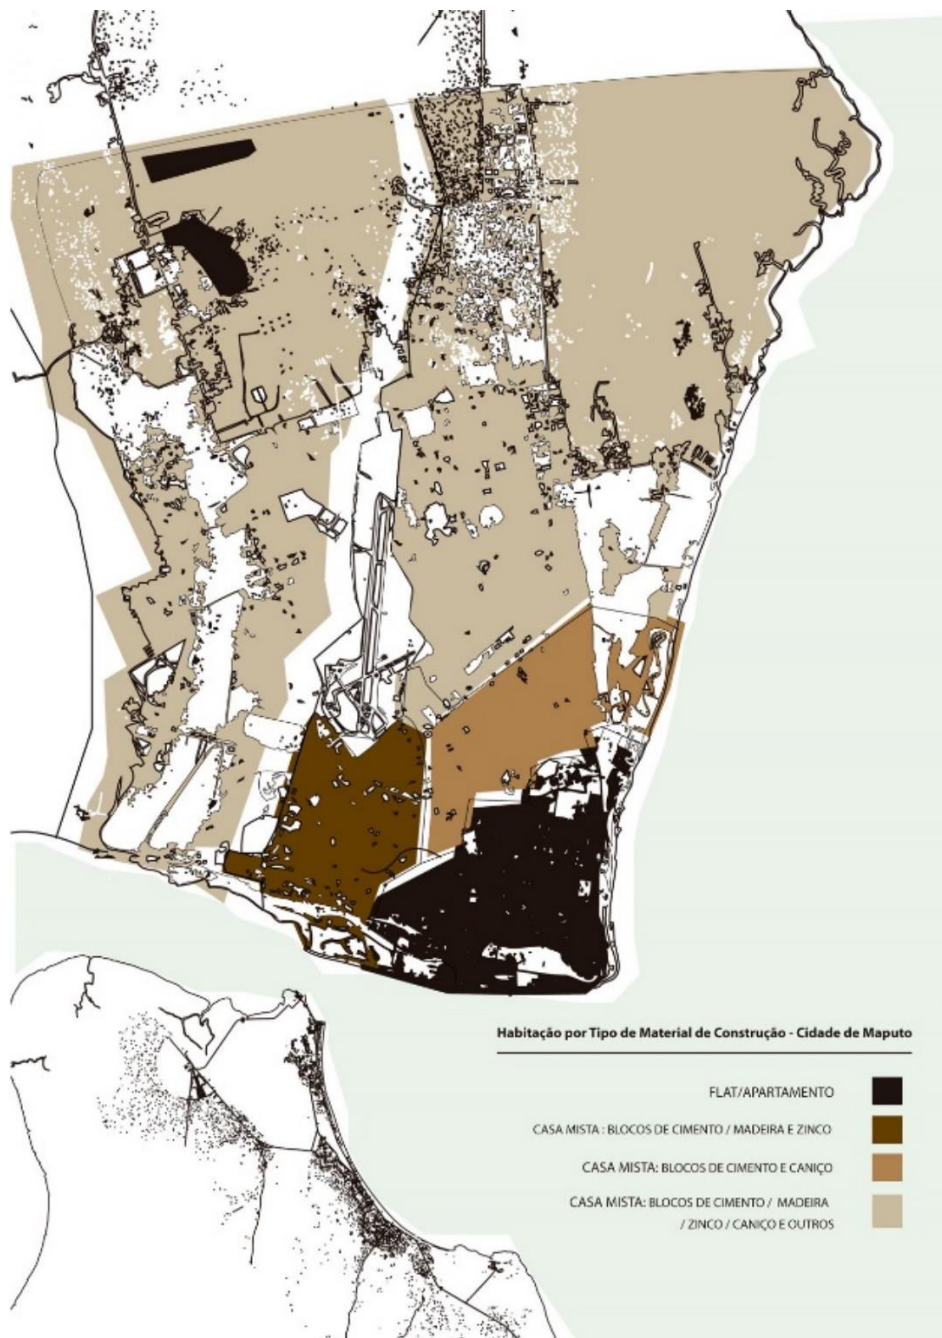 Habitação por Tipo de Material de Construção - Cidade de Maputo
FLAT/APARTAMENTO
CASA MISTA : BLOCOS DE CIMENTO / MADEIRA E ZINCO
CASA MISTA: BLOCOS DE CIMENTO E CANIÇO
CASA MISTA: BLOCOS DE CIMENTO / MADEIRA
/ ZINCO / CANIÇO E OUTROS